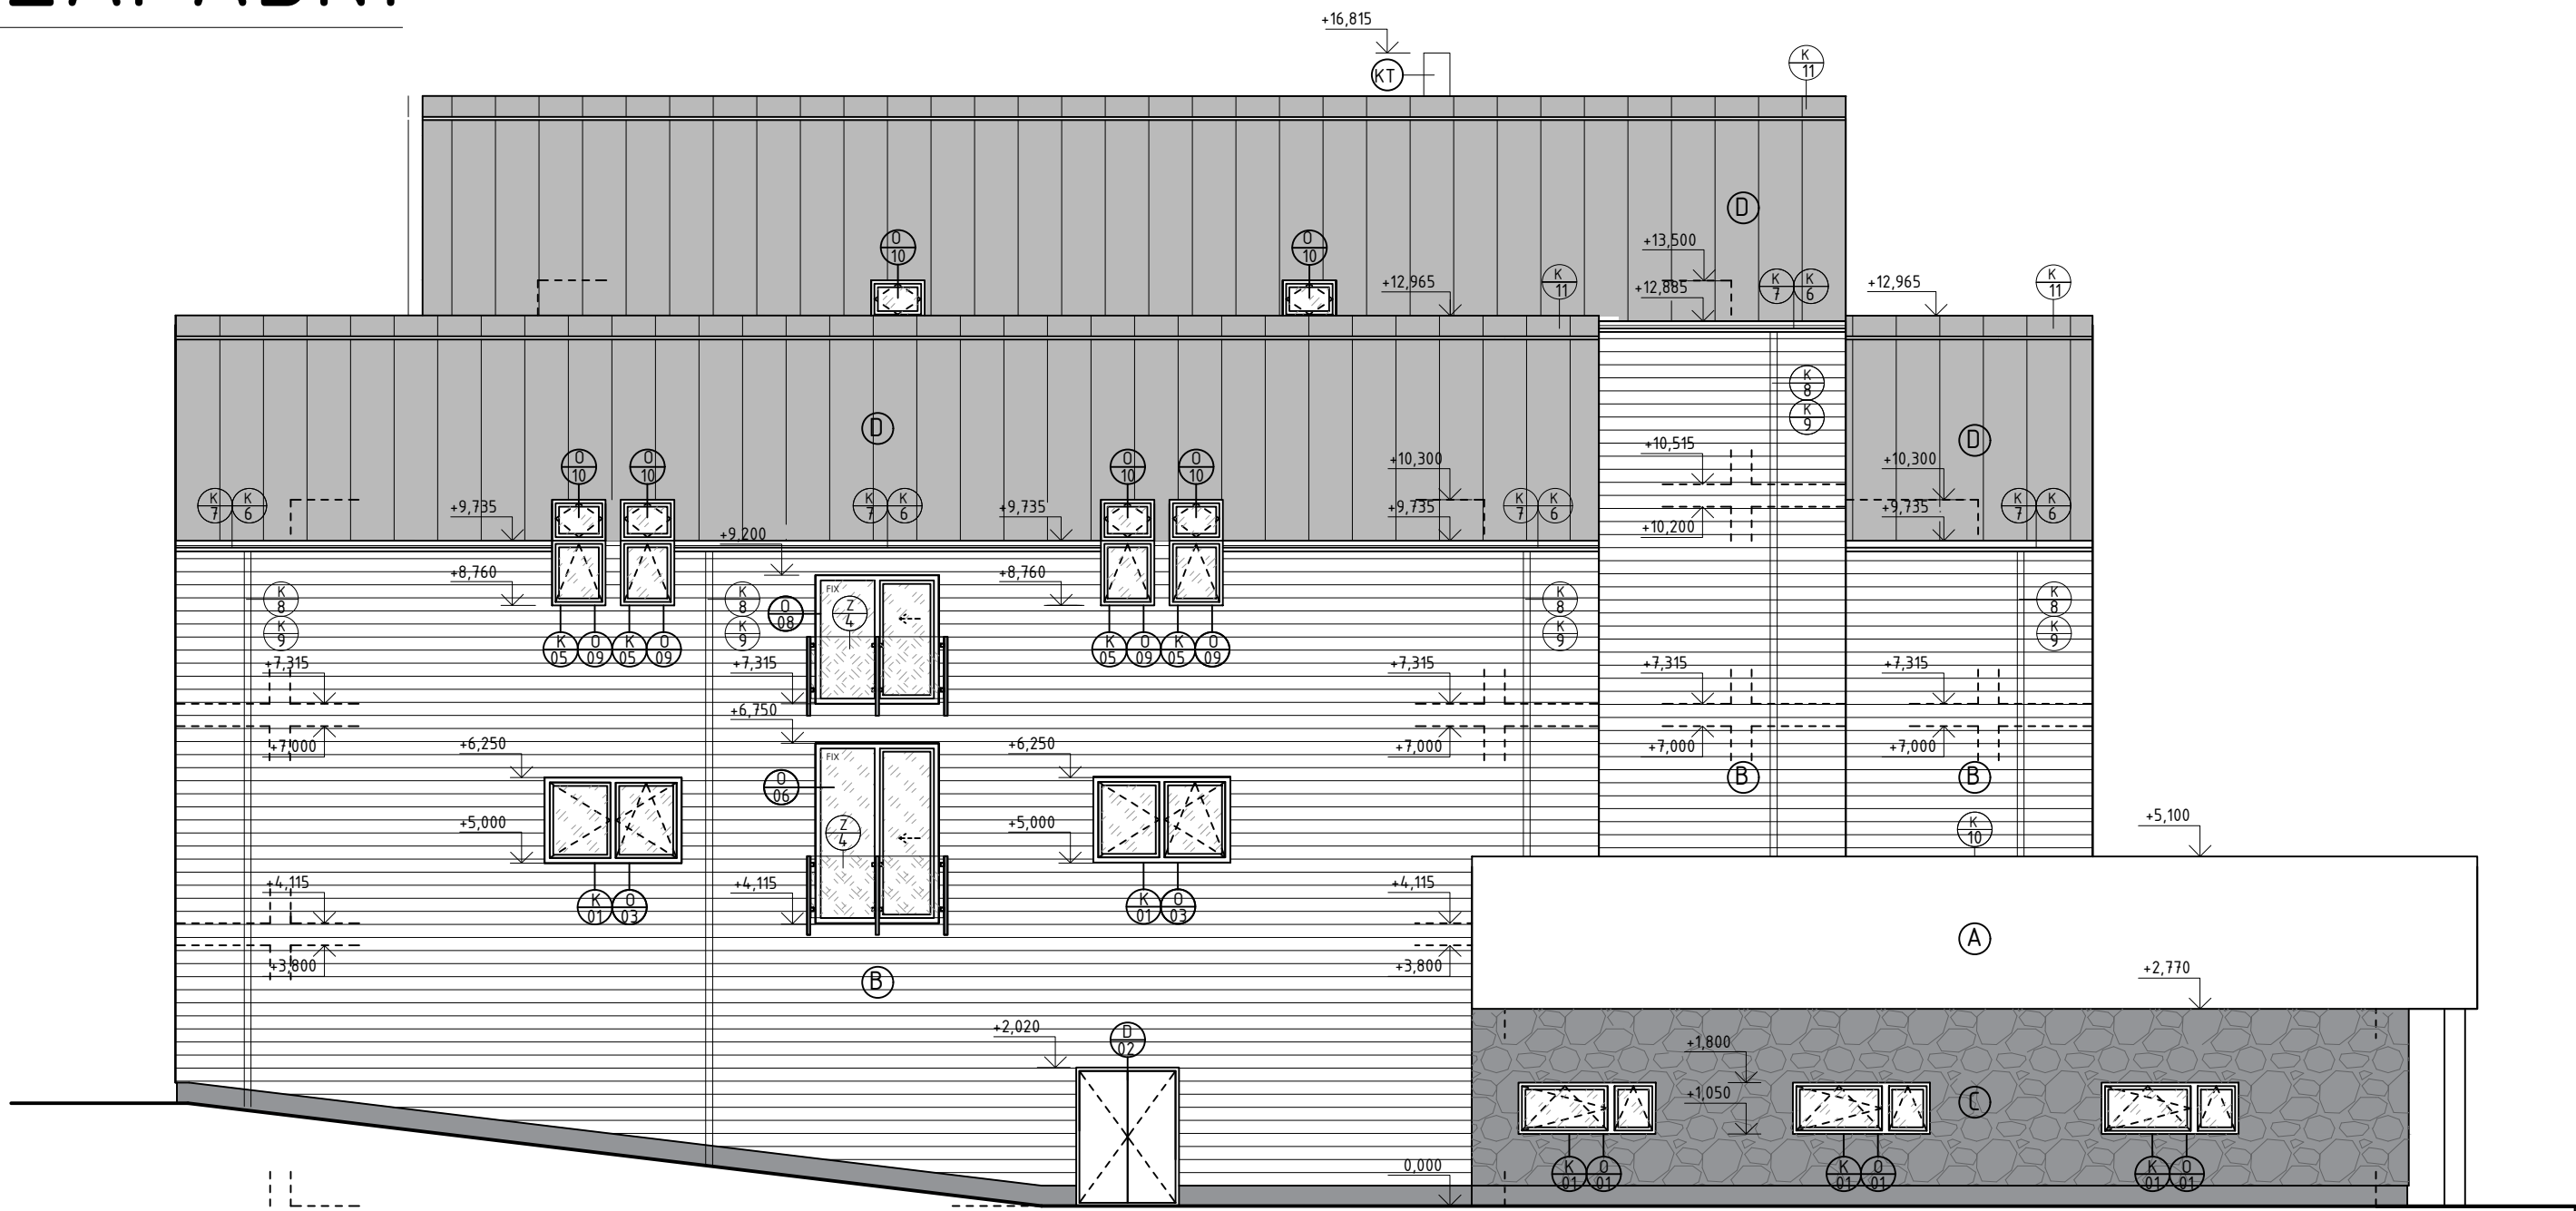 +16,815
KT
K 11
D
O 10
O 10
+13,500
+12,965
K 11
+12,885
K 7
K 6
+12,965
K 11
K 8
K 9
D
D
O 10
O 10
O 10
O 10
+10,515
+10,300
+10,300
K 7
K 6
+9,735
K 7
K 6
+9,735
+9,735
K 7
K 6
+10,200
+9,735
K 7
K 6
+9,200
+8,760
+8,760
FIX
K 8
K 9
K 8
K 9
O 08
Z 4
K 8
K 9
K 8
K 9
K 05
O 09
K 05
O 09
K 05
O 09
K 05
O 09
+7,315
+7,315
+7,315
+7,315
+7,315
+6,750
+7,000
+6,250
+6,250
+7,000
+7,000
+7,000
FIX
O 06
B
B
+5,000
Z 4
+5,000
K 10
+5,100
+4,115
+4,115
+4,115
K 01
O 03
K 01
O 03
A
+3,800
+3,800
+2,770
B
+2,020
D 02
+1,800
+1,050
C
0,000
K 01
O 01
K 01
O 01
K 01
O 01